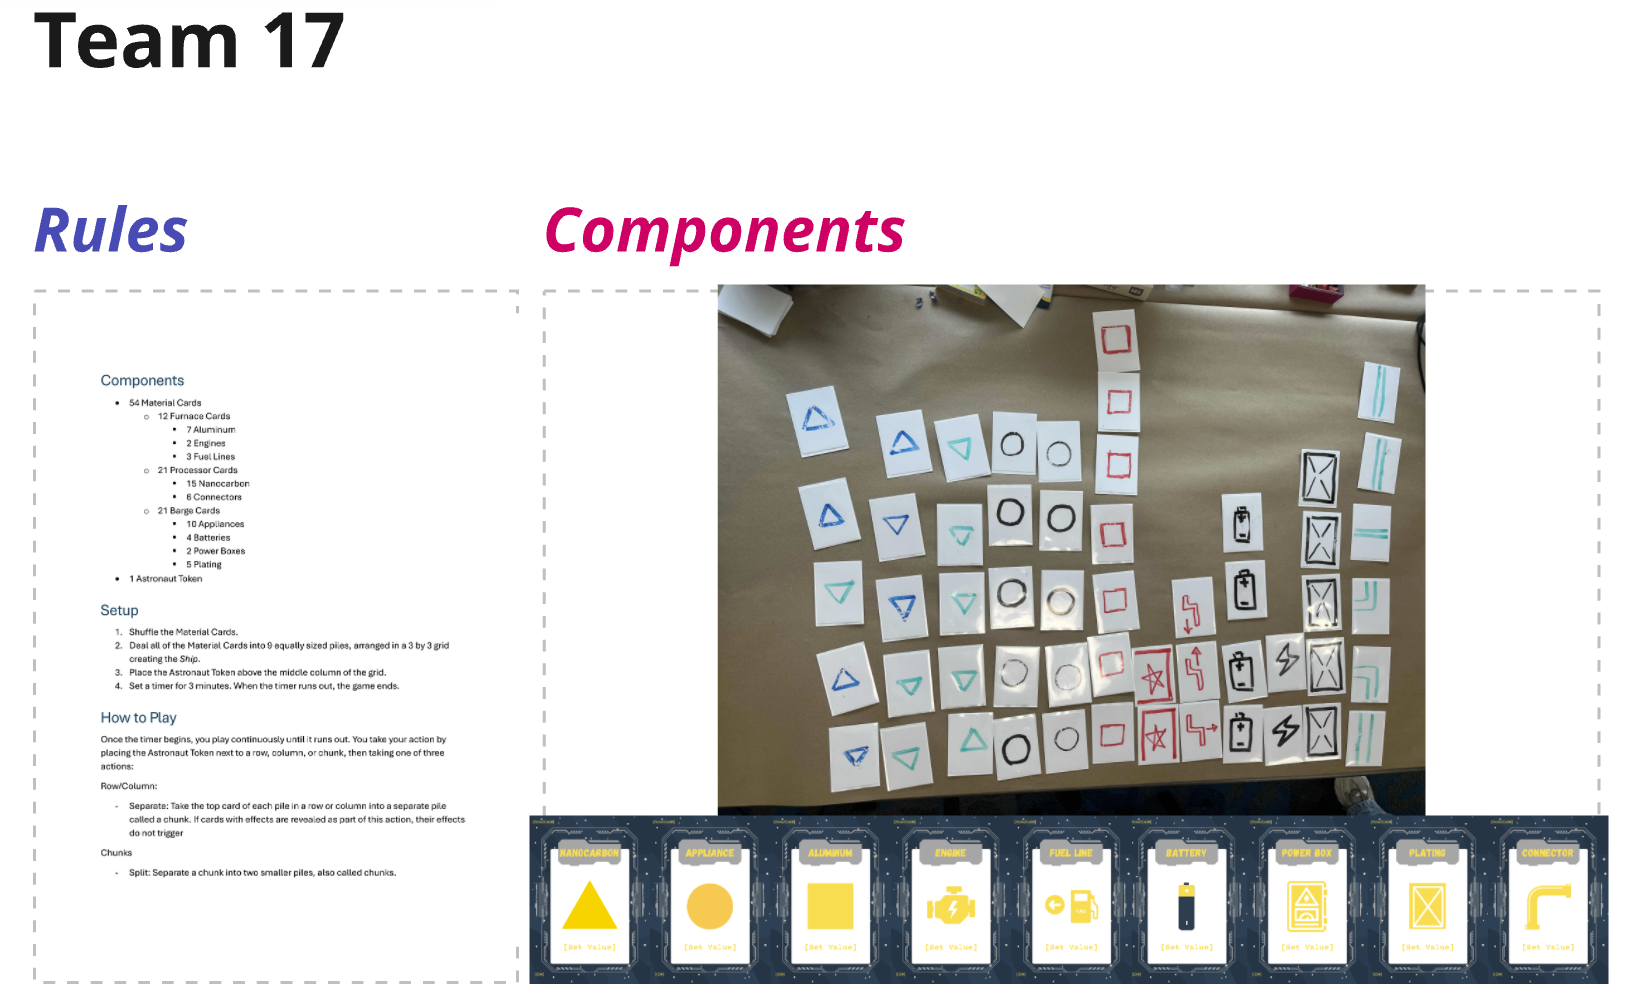 Team 17
Rules
Components
Components
• 54 Material Cards
o 12 Furnace Cards
▪ 7 Aluminum
▪ 2 Engines
▪ 3 Fuel Lines
o 21 Processor Cards
▪ 15 Nanocarbon
▪ 6 Connectors
o 21 Barge Cards
▪ 10 Appliances
▪ 4 Batteries
▪ 2 Power Boxes
▪ 5 Plating
• 1 Astronaut Token
Setup
1. Shuffle the Material Cards.
2. Deal all of the Material Cards into 9 equally sized piles, arranged in a 3 by 3 grid
creating the Ship.
3. Place the Astronaut Token above the middle column of the grid.
4. Set a timer for 3 minutes. When the timer runs out, the game ends.
How to Play
Once the timer begins, you play continuously until it runs out. You take your action by
placing the Astronaut Token next to a row, column, or chunk, then taking one of three
actions:
Row/Column:
- Separate: Take the top card of each pile in a row or column into a separate pile
called a chunk. If cards with effects are revealed as part of this action, their effects
do not trigger
Chunks
- Split: Separate a chunk into two smaller piles, also called chunks.
NANOCARBON APPLIANCE ALUMINUM ENGINE FUEL LINE BATTERY POWER BOX PLATING CONNECTOR
[Set Value] [Set Value] [Set Value] [Set Value] [Set Value] [Set Value] [Set Value] [Set Value] [Set Value]